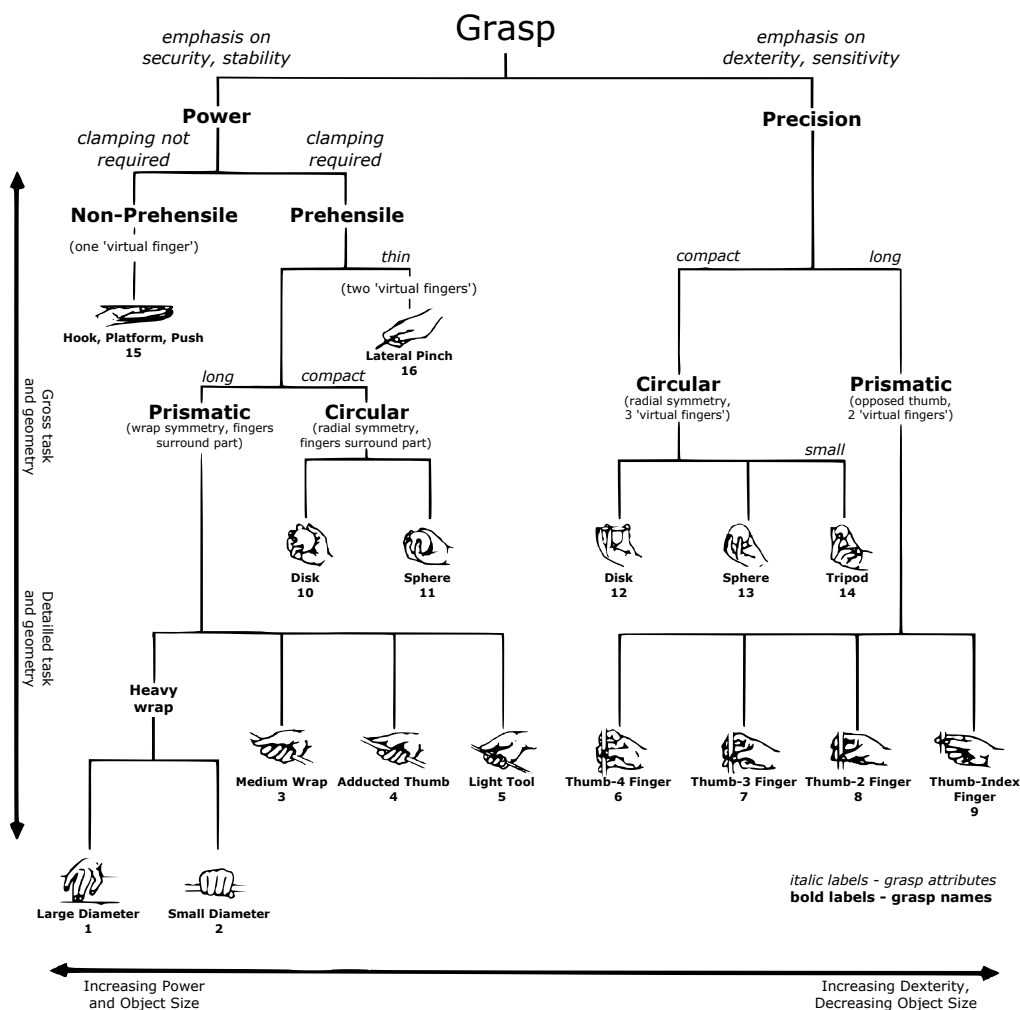 Grasp
emphasis on
security, stability
emphasis on
dexterity, sensitivity
Power
Precision
clamping not
required
clamping
required
Non-Prehensile
Prehensile
(one 'virtual finger')
thin
(two 'virtual fingers')
compact
long
Hook, Platform, Push
15
Lateral Pinch
16
long
compact
Prismatic
(wrap symmetry, fingers
surround part)
Circular
(radial symmetry,
fingers surround part)
Circular
(radial symmetry,
3 'virtual fingers')
Prismatic
(opposed thumb,
2 'virtual fingers')
small
Gross task
and geometry
Disk
10
Sphere
11
Disk
12
Sphere
13
Tripod
14
Detailled task
and geometry
Heavy
wrap
Medium Wrap
3
Adducted Thumb
4
Light Tool
5
Thumb-4 Finger
6
Thumb-3 Finger
7
Thumb-2 Finger
8
Thumb-Index
Finger
9
Large Diameter
1
Small Diameter
2
italic labels - grasp attributes
bold labels - grasp names
Increasing Power
and Object Size
Increasing Dexterity,
Decreasing Object Size